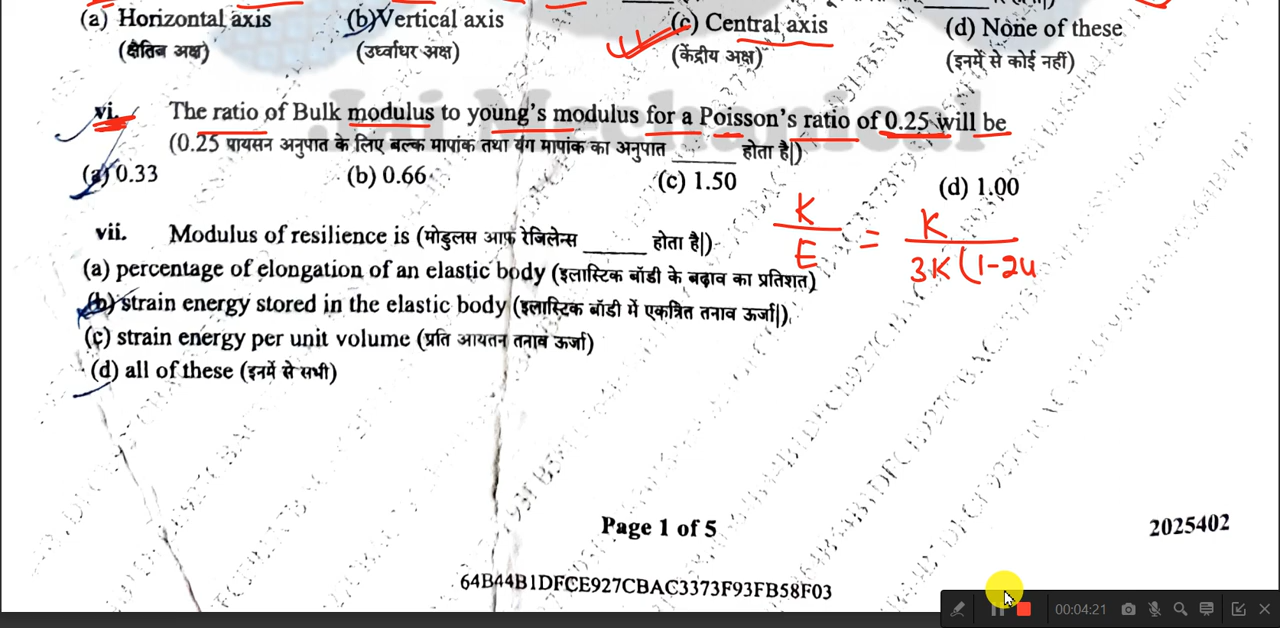 (a) Horizontal axis (b) Vertical axis (c) Central axis (d) None of these
(क्षैतिज अक्ष) (उर्ध्वाधर अक्ष) (केंद्रीय अक्ष) (इनमें से कोई नहीं)
vi. The ratio of Bulk modulus to young's modulus for a Poisson's ratio of 0.25 will be
(0.25 पायसन अनुपात के लिए बल्क मापांक तथा यंग मापांक का अनुपात ______ होता है|)
(a) 0.33 (b) 0.66 (c) 1.50 (d) 1.00
K/E = K/3K(1-2u
vii. Modulus of resilience is (मोडुलस आफ़ रेजिलेन्स ______ होता है|)
(a) percentage of elongation of an elastic body (इलास्टिक बॉडी के बढ़ाव का प्रतिशत)
(b) strain energy stored in the elastic body (इलास्टिक बॉडी में एकत्रित तनाव ऊर्जा|)
(c) strain energy per unit volume (प्रति आयतन तनाव ऊर्जा)
(d) all of these (इनमें से सभी)
Page 1 of 5
2025402
64B44B1DFCE927CBAC3373F93FB58F03
00:04:21